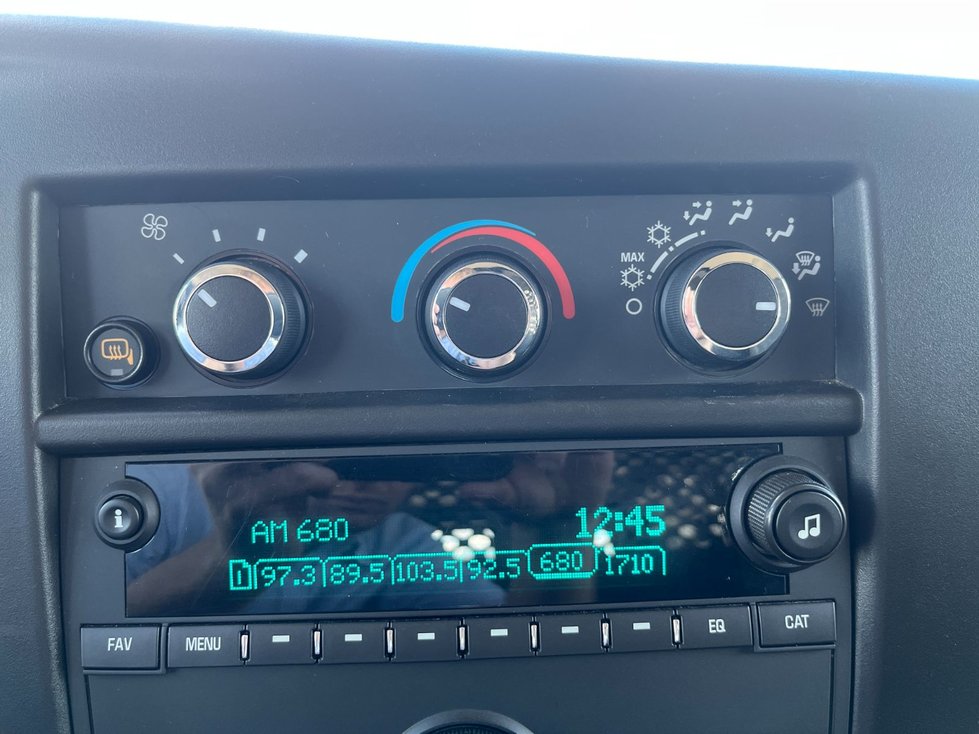 MAX
i
AM 680
12:45
1 97.3 89.5 103.5 92.5 680 1710
FAV
MENU
EQ
CAT